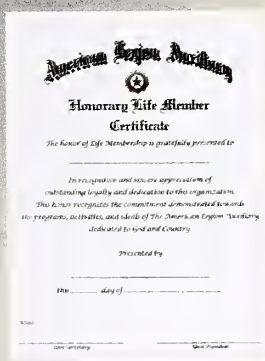 American Legion Auxiliary
Honorary Life Member
Certificate
The honor of Life Membership is gratefully presented to
In recognition and sincere appreciation of
outstanding loyalty and dedication to this organization.
This honor recognizes the commitment demonstrated towards
the programs, activities, and ideals of The American Legion Auxiliary
dedicated to God and Country.
Presented by
this day of
Unit Secretary
Unit President